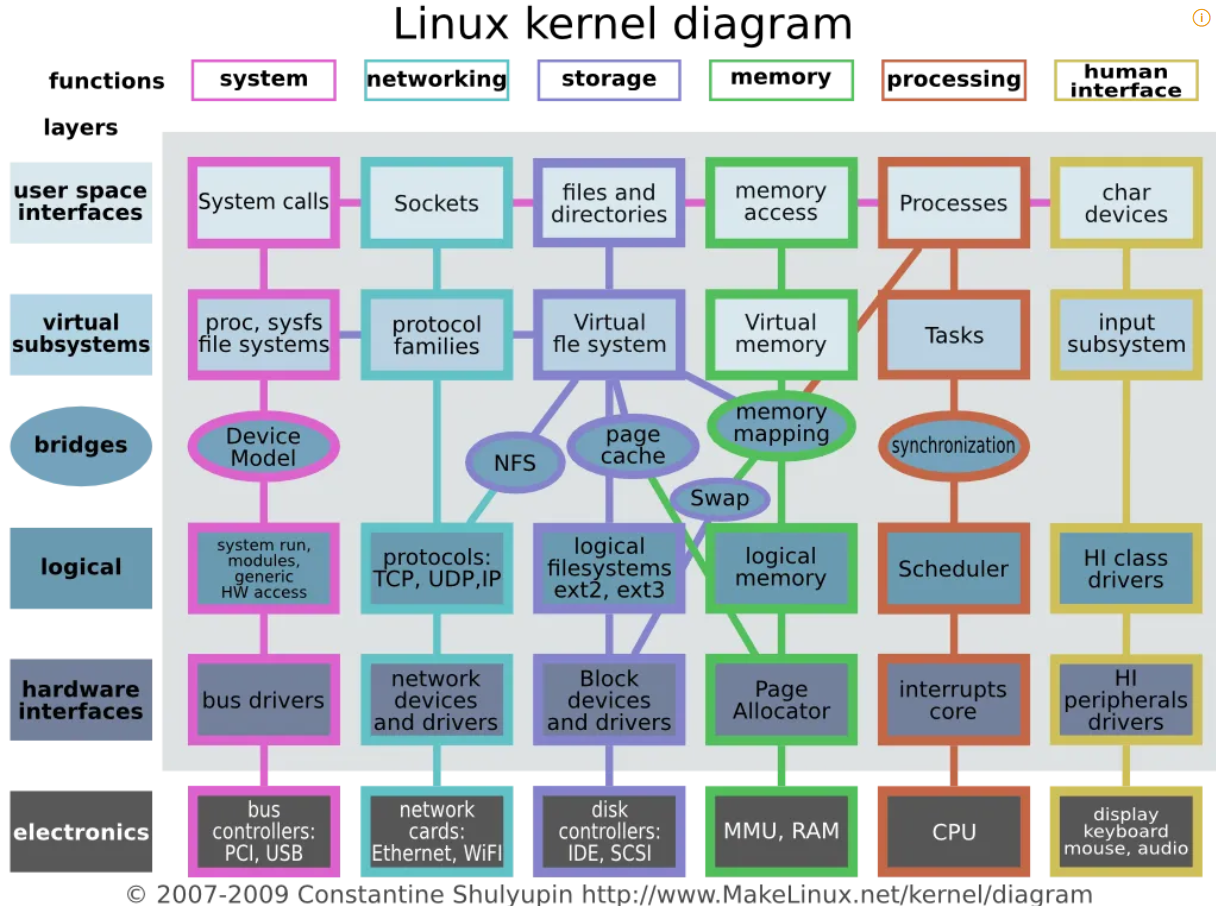 Linux kernel diagram
functions
system
networking
storage
memory
processing
human
interface
layers
user space
interfaces
System calls
Sockets
files and
directories
memory
access
Processes
char
devices
virtual
subsystems
proc, sysfs
file systems
protocol
families
Virtual
fle system
Virtual
memory
Tasks
input
subsystem
bridges
Device
Model
NFS
page
cache
memory
mapping
Swap
synchronization
logical
system run,
modules,
generic
HW access
protocols:
TCP, UDP,IP
logical
filesystems
ext2, ext3
logical
memory
Scheduler
HI class
drivers
hardware
interfaces
bus drivers
network
devices
and drivers
Block
devices
and drivers
Page
Allocator
interrupts
core
HI
peripherals
drivers
electronics
bus
controllers:
PCI, USB
network
cards:
Ethernet, WiFI
disk
controllers:
IDE, SCSI
MMU, RAM
CPU
display
keyboard
mouse, audio
© 2007-2009 Constantine Shulyupin http://www.MakeLinux.net/kernel/diagram